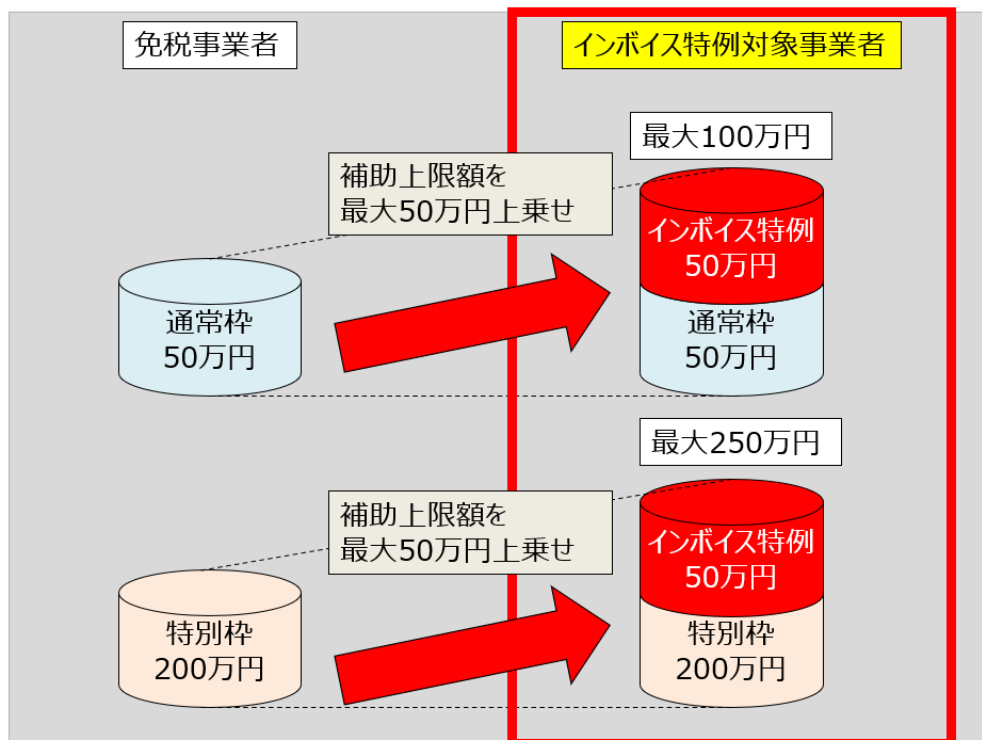 免税事業者
インボイス特例対象事業者
最大100万円
補助上限額を
最大50万円上乗せ
インボイス特例
50万円
通常枠
50万円
通常枠
50万円
最大250万円
補助上限額を
最大50万円上乗せ
インボイス特例
50万円
特別枠
200万円
特別枠
200万円